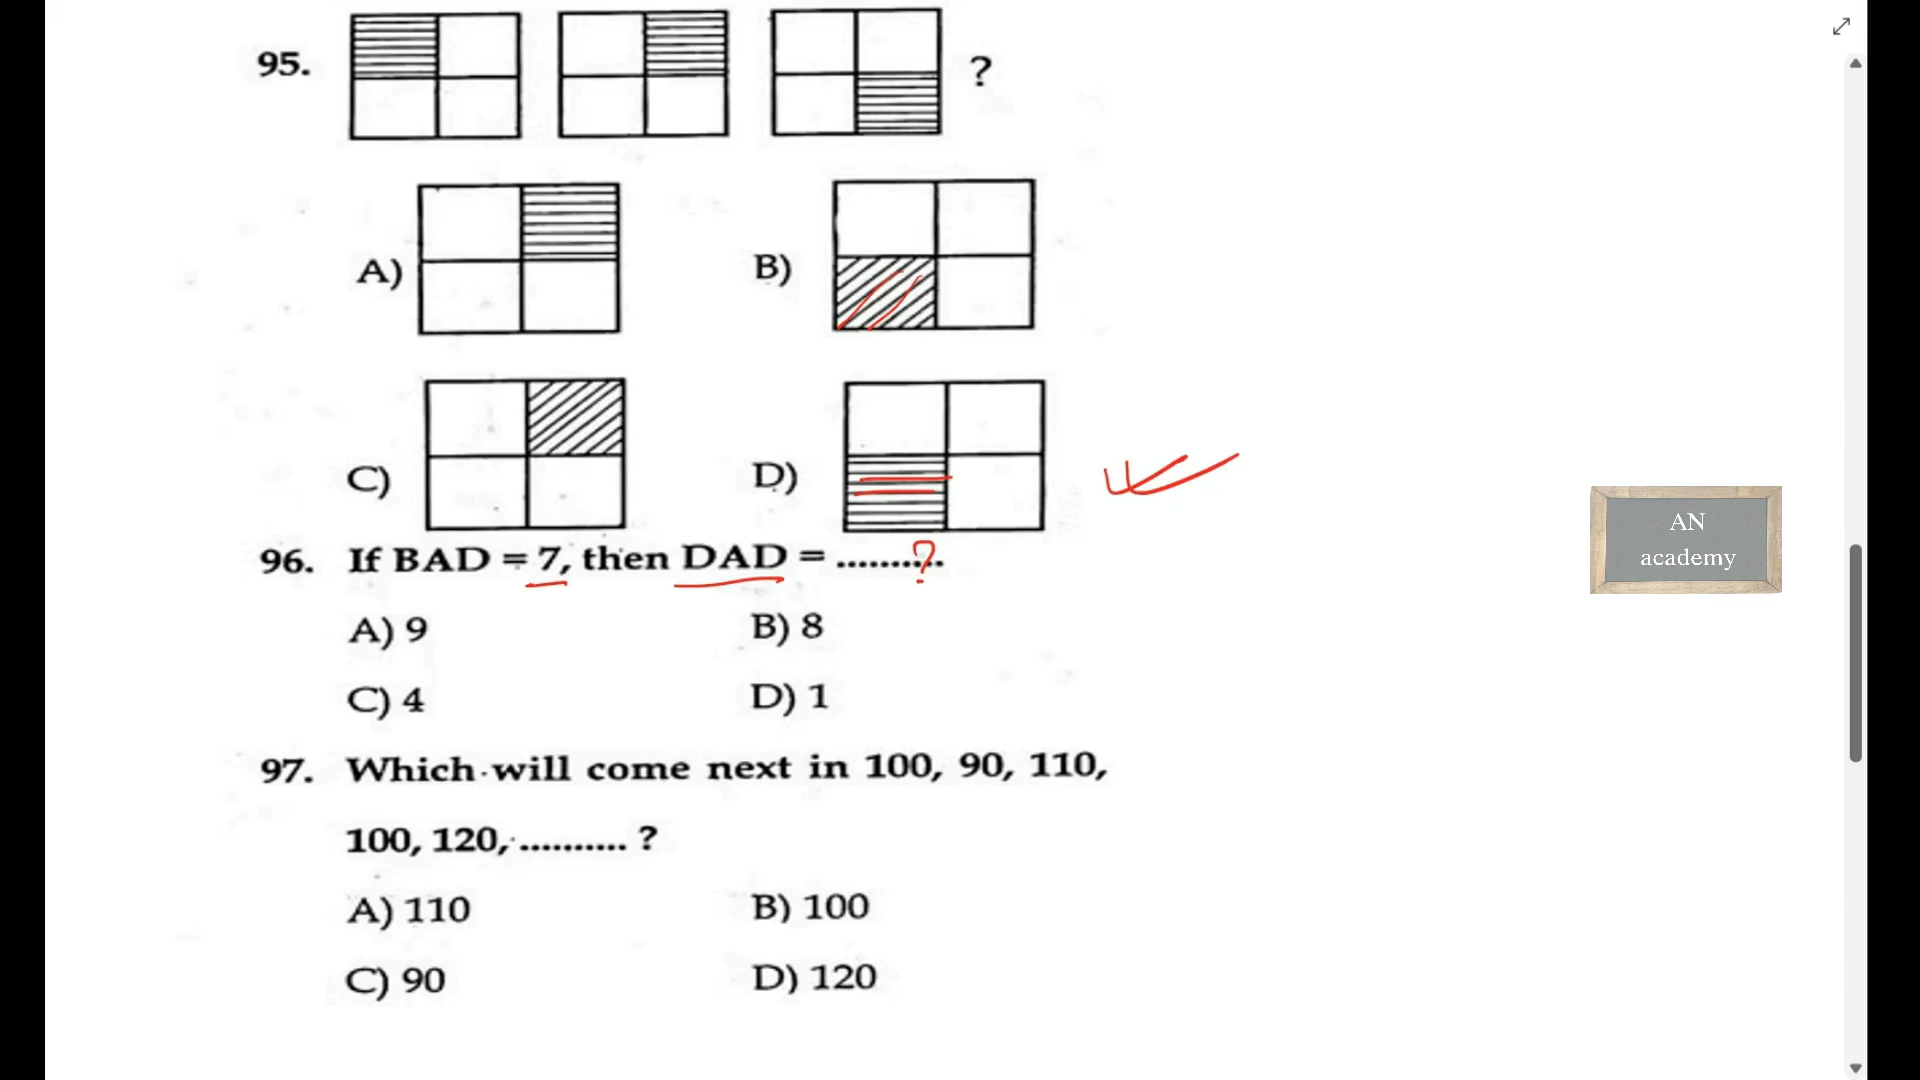 95. ?
A) B)
C) D)
96. If BAD = 7, then DAD = .......... ?
A) 9 B) 8
C) 4 D) 1
97. Which will come next in 100, 90, 110,
100, 120, .......... ?
A) 110 B) 100
C) 90 D) 120
AN
academy